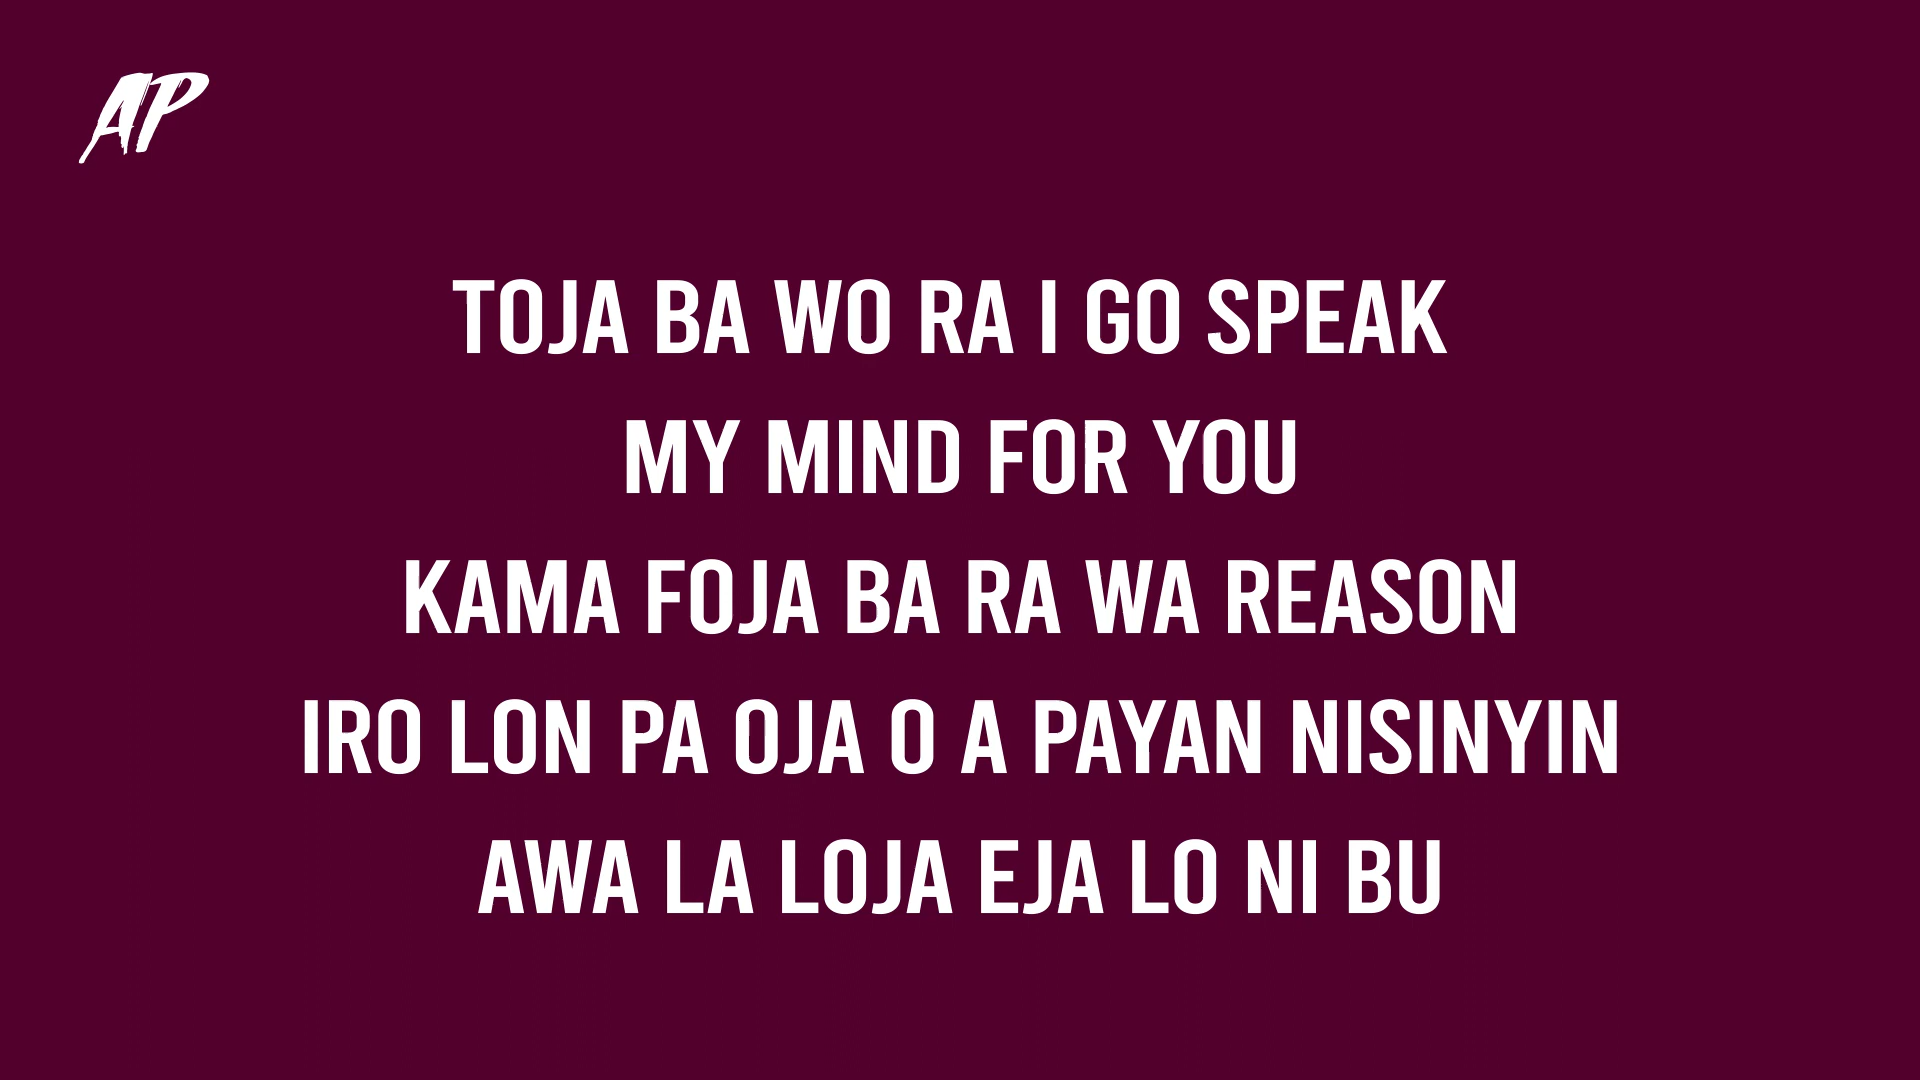 AP
TOJA BA WO RA I GO SPEAK
MY MIND FOR YOU
KAMA FOJA BA RA WA REASON
IRO LON PA OJA O A PAYAN NISINYIN
AWA LA LOJA EJA LO NI BU